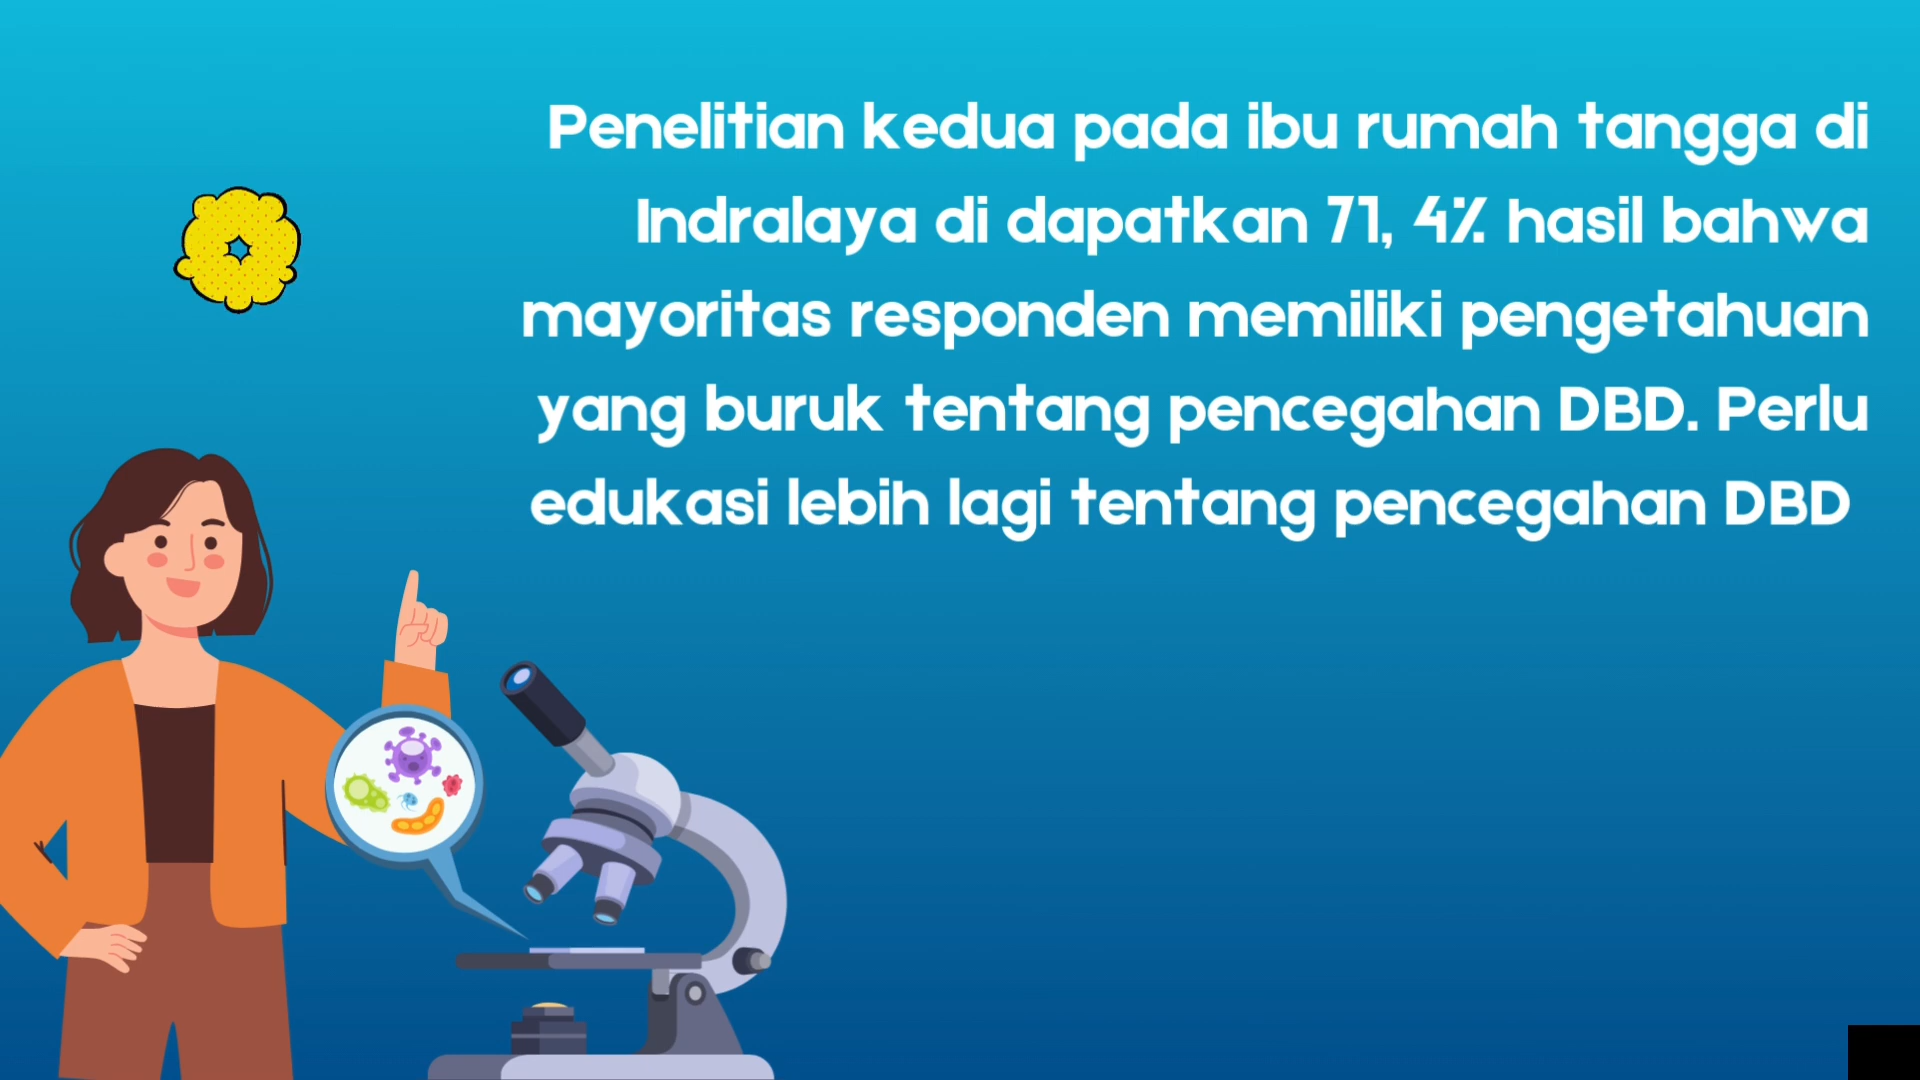 Penelitian kedua pada ibu rumah tangga di
Indralaya di dapatkan 71, 4% hasil bahwa
mayoritas responden memiliki pengetahuan
yang buruk tentang pencegahan DBD. Perlu
edukasi lebih lagi tentang pencegahan DBD